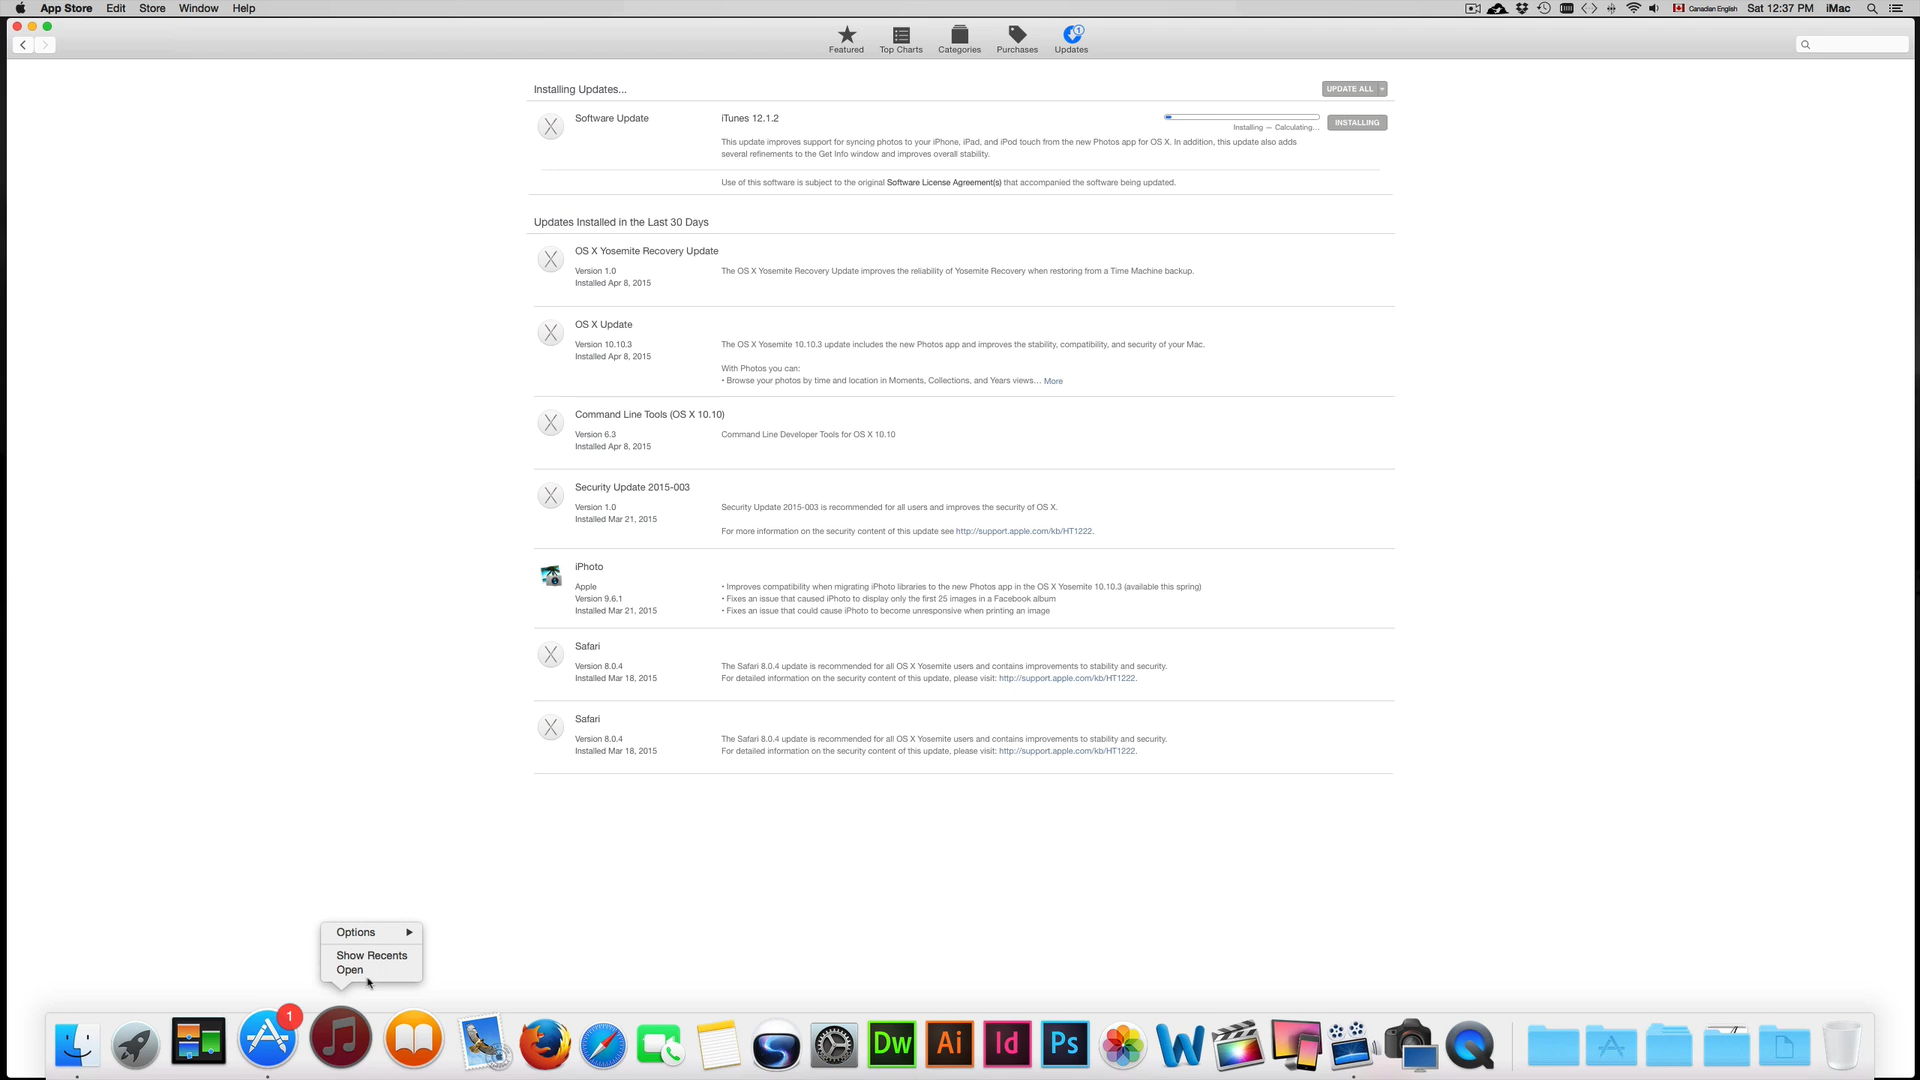 App Store Edit Store Window Help
Canadian English Sat 12:37 PM iMac
Featured Top Charts Categories Purchases Updates
1
Installing Updates...
UPDATE ALL
Software Update
iTunes 12.1.2
Installing — Calculating...
INSTALLING
This update improves support for syncing photos to your iPhone, iPad, and iPod touch from the new Photos app for OS X. In addition, this update also adds
several refinements to the Get Info window and improves overall stability.
Use of this software is subject to the original Software License Agreement(s) that accompanied the software being updated.
Updates Installed in the Last 30 Days
OS X Yosemite Recovery Update
Version 1.0
Installed Apr 8, 2015
The OS X Yosemite Recovery Update improves the reliability of Yosemite Recovery when restoring from a Time Machine backup.
OS X Update
Version 10.10.3
Installed Apr 8, 2015
The OS X Yosemite 10.10.3 update includes the new Photos app and improves the stability, compatibility, and security of your Mac.
With Photos you can:
• Browse your photos by time and location in Moments, Collections, and Years views... More
Command Line Tools (OS X 10.10)
Version 6.3
Installed Apr 8, 2015
Command Line Developer Tools for OS X 10.10
Security Update 2015-003
Version 1.0
Installed Mar 21, 2015
Security Update 2015-003 is recommended for all users and improves the security of OS X.
For more information on the security content of this update see http://support.apple.com/kb/HT1222.
iPhoto
Apple
Version 9.6.1
Installed Mar 21, 2015
• Improves compatibility when migrating iPhoto libraries to the new Photos app in the OS X Yosemite 10.10.3 (available this spring)
• Fixes an issue that caused iPhoto to display only the first 25 images in a Facebook album
• Fixes an issue that could cause iPhoto to become unresponsive when printing an image
Safari
Version 8.0.4
Installed Mar 18, 2015
The Safari 8.0.4 update is recommended for all OS X Yosemite users and contains improvements to stability and security.
For detailed information on the security content of this update, please visit: http://support.apple.com/kb/HT1222.
Safari
Version 8.0.4
Installed Mar 18, 2015
The Safari 8.0.4 update is recommended for all OS X Yosemite users and contains improvements to stability and security.
For detailed information on the security content of this update, please visit: http://support.apple.com/kb/HT1222.
Options
Show Recents
Open
1
Dw Ai Id Ps